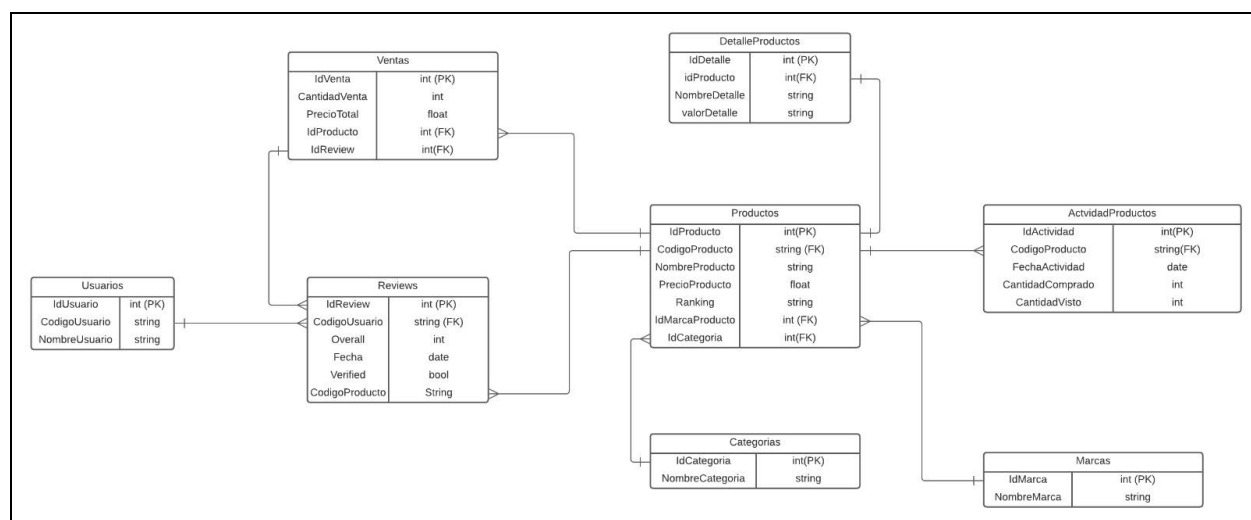 DetalleProductos
IdDetalle int (PK)
idProducto int(FK)
NombreDetalle string
valorDetalle string
Ventas
IdVenta int (PK)
CantidadVenta int
PrecioTotal float
IdProducto int (FK)
IdReview int(FK)
Productos
IdProducto int(PK)
CodigoProducto string (FK)
NombreProducto string
PrecioProducto float
Ranking string
IdMarcaProducto int (FK)
IdCategoria int(FK)
ActvidadProductos
IdActividad int(PK)
CodigoProducto string(FK)
FechaActividad date
CantidadComprado int
CantidadVisto int
Usuarios
IdUsuario int (PK)
CodigoUsuario string
NombreUsuario string
Reviews
IdReview int (PK)
CodigoUsuario string (FK)
Overall int
Fecha date
Verified bool
CodigoProducto String
Categorias
IdCategoria int(PK)
NombreCategoria string
Marcas
IdMarca int (PK)
NombreMarca string